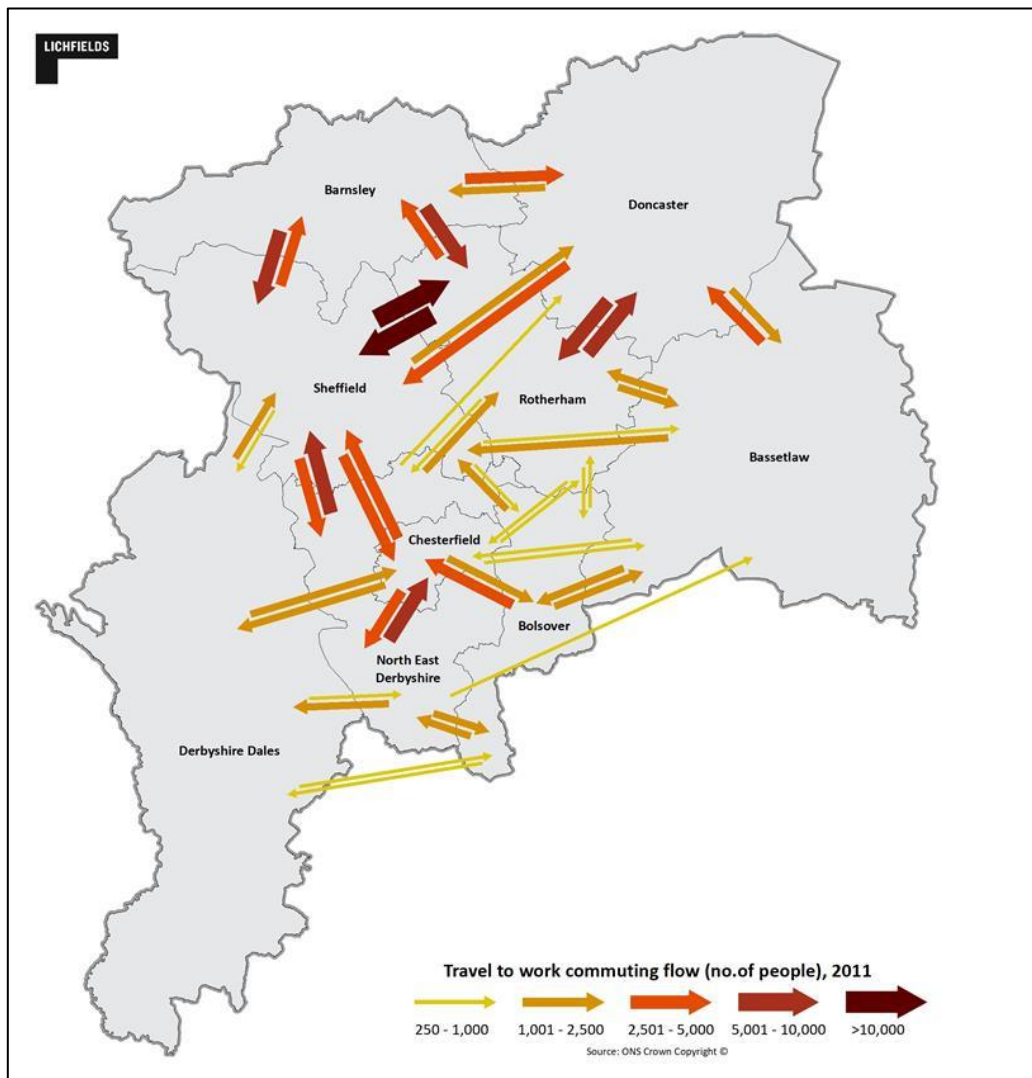 LICHFIELDS
Barnsley
Doncaster
Sheffield
Rotherham
Bassetlaw
Chesterfield
Bolsover
North East
Derbyshire
Derbyshire Dales
Travel to work commuting flow (no.of people), 2011
250 - 1,000
1,001 - 2,500
2,501 - 5,000
5,001 - 10,000
>10,000
Source: ONS Crown Copyright ©